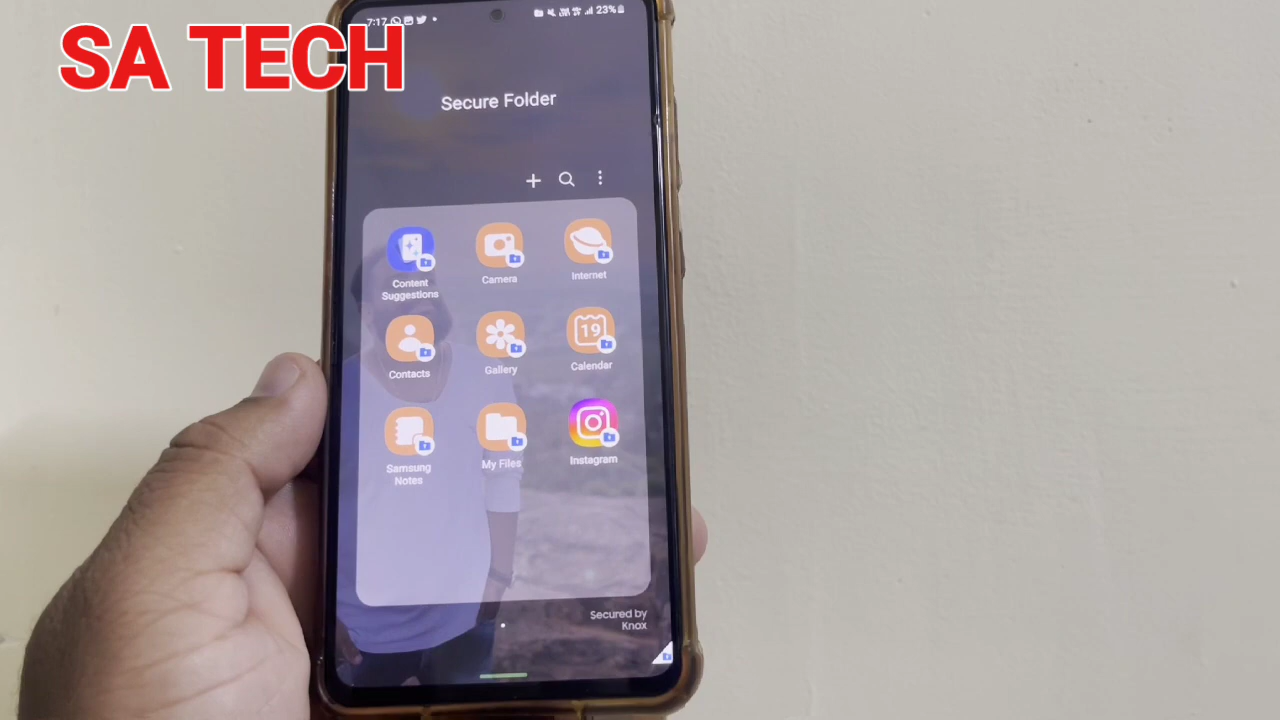 SA TECH
7:17
23%
Secure Folder
Content
Suggestions
Camera
Internet
Contacts
Gallery
19
Calendar
Samsung
Notes
My Files
Instagram
Secured by
Knox